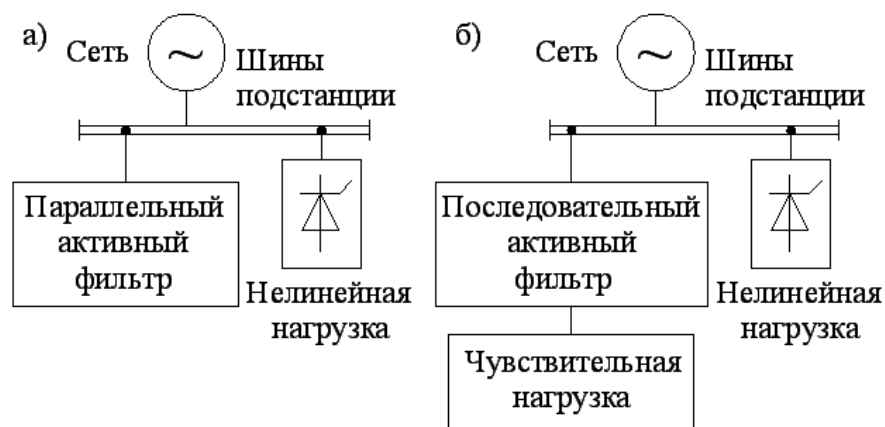 а)
Сеть
~
Шины
подстанции
Параллельный
активный
фильтр
Нелинейная
нагрузка
б)
Сеть
~
Шины
подстанции
Последовательный
активный
фильтр
Нелинейная
нагрузка
Чувствительная
нагрузка